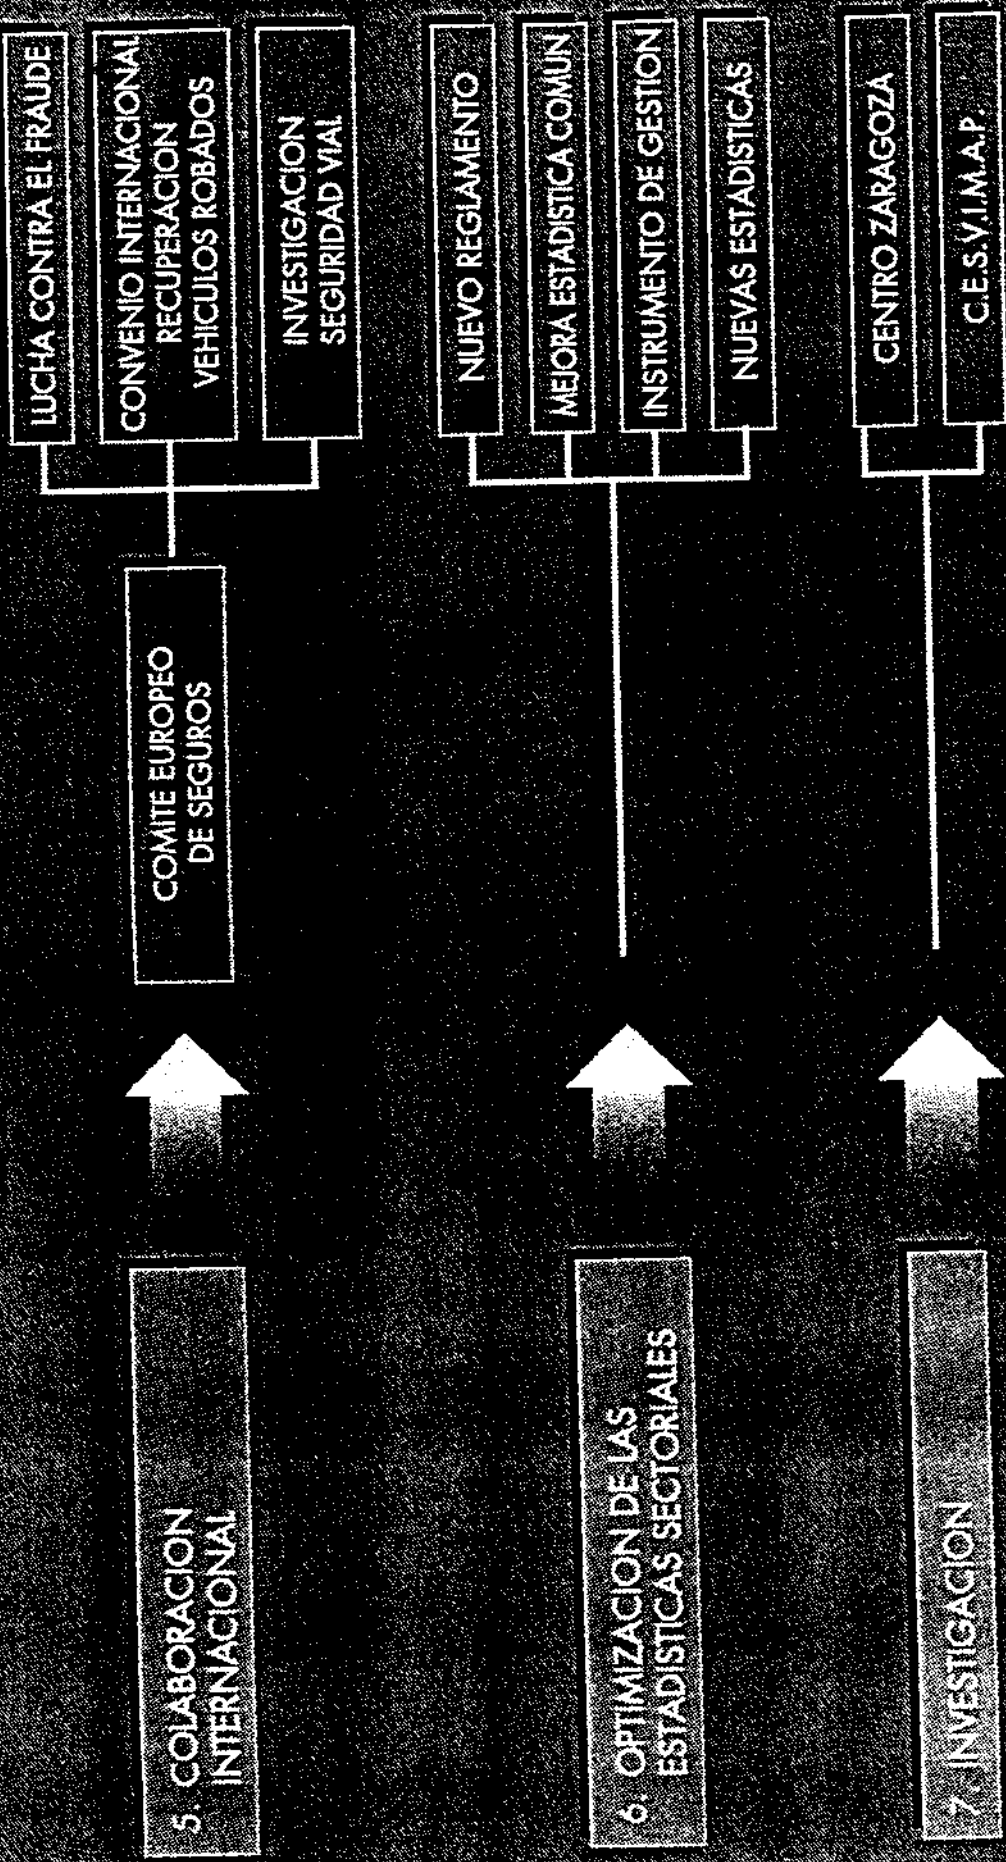 5. COLABORACION
INTERNACIONAL
COMITE EUROPEO
DE SEGUROS
LUCHA CONTRA EL FRAUDE
CONVENIO INTERNACIONAL
RECUPERACION
VEHICULOS ROBADOS
INVESTIGACION
SEGURIDAD VIAL
6. OPTIMIZACION DE LAS
ESTADISTICAS SECTORIALES
NUEVO REGLAMENTO
MEJORA ESTADISTICA COMUN
INSTRUMENTO DE GESTION
NUEVAS ESTADISTICAS
7. INVESTIGACION
CENTRO ZARAGOZA
C.E.S.V.I.M.A.P.